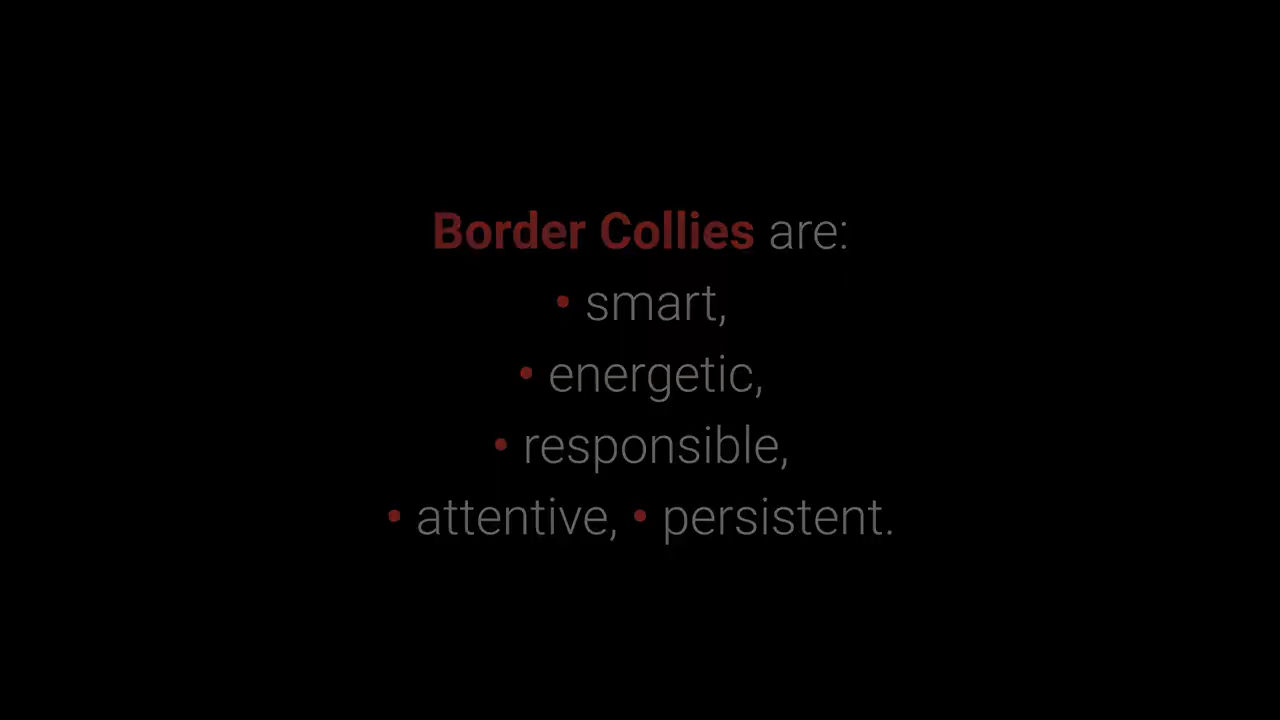 Border Collies are:
• smart,
• energetic,
• responsible,
• attentive, • persistent.